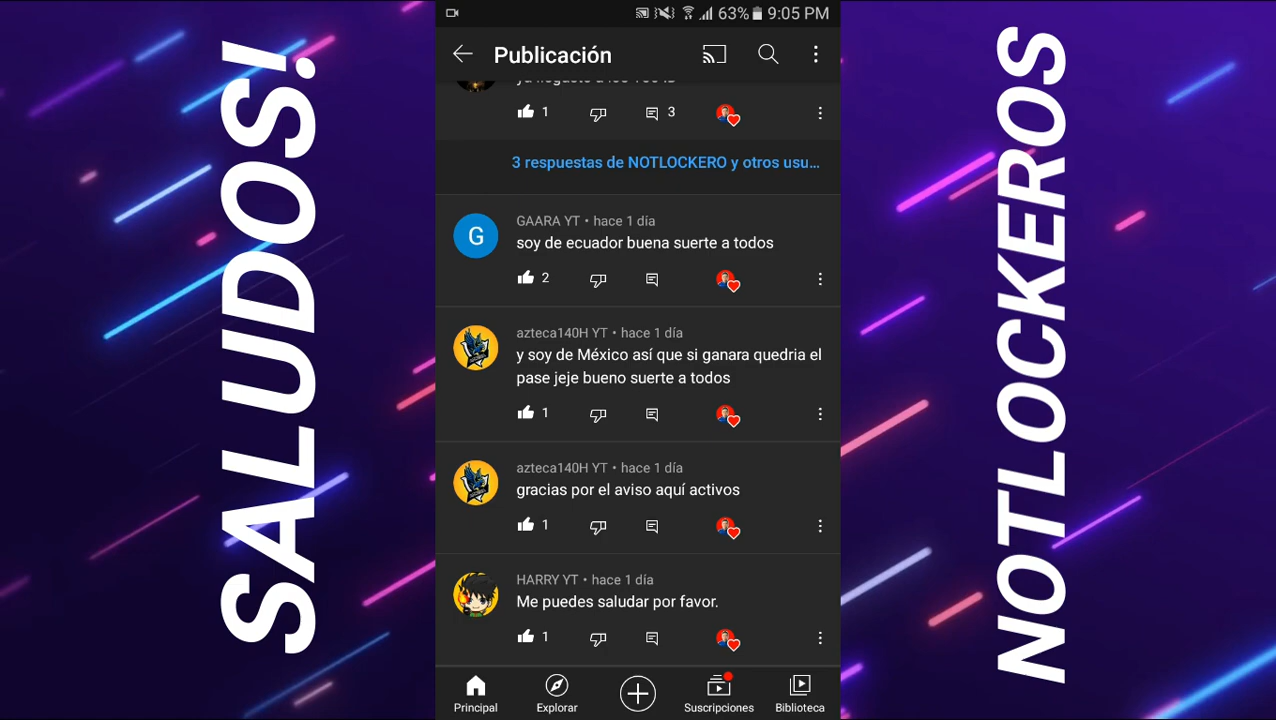 SALUDOS!
63% 9:05 PM
Publicación
1
3
3 respuestas de NOTLOCKERO y otros usu...
G
GAARA YT • hace 1 día
soy de ecuador buena suerte a todos
2
azteca140H YT • hace 1 día
y soy de México así que si ganara quedria el
pase jeje bueno suerte a todos
1
azteca140H YT • hace 1 día
gracias por el aviso aquí activos
1
HARRY YT • hace 1 día
Me puedes saludar por favor.
1
Principal
Explorar
Suscripciones
Biblioteca
NOTLOCKEROS